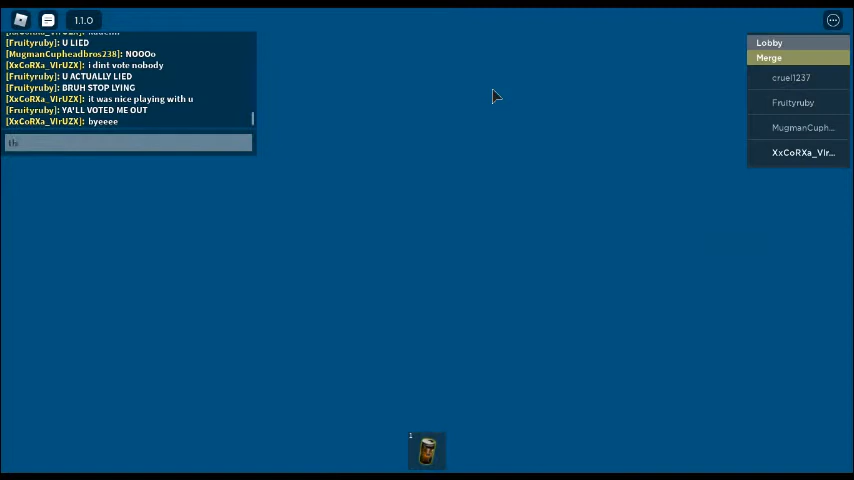 1.1.0
[Fruityruby]: U LIED
[MugmanCupheadbros238]: NOOOo
[XxCoRXa_VIrUZX]: i dint vote nobody
[Fruityruby]: U ACTUALLY LIED
[Fruityruby]: BRUH STOP LYING
[XxCoRXa_VIrUZX]: it was nice playing with u
[Fruityruby]: YA'LL VOTED ME OUT
[XxCoRXa_VIrUZX]: byeeee
thi
Lobby
Merge
cruel1237
Fruityruby
MugmanCuph...
XxCoRXa_VIr...
1